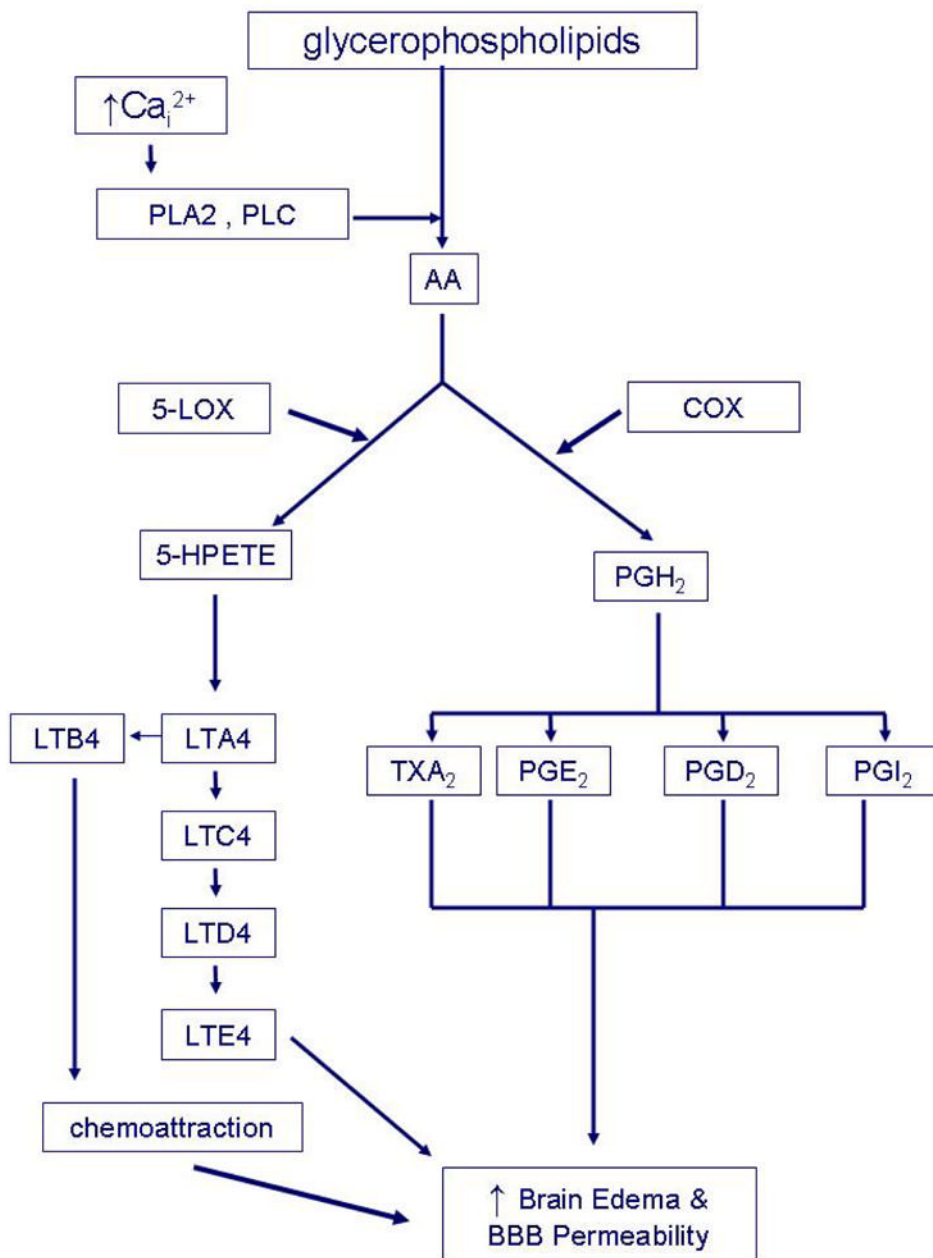 glycerophospholipids
↑Caᵢ²⁺
PLA2 , PLC
AA
5-LOX
COX
5-HPETE
PGH₂
LTB4
LTA4
TXA₂
PGE₂
PGD₂
PGI₂
LTC4
LTD4
LTE4
chemoattraction
↑ Brain Edema &
BBB Permeability